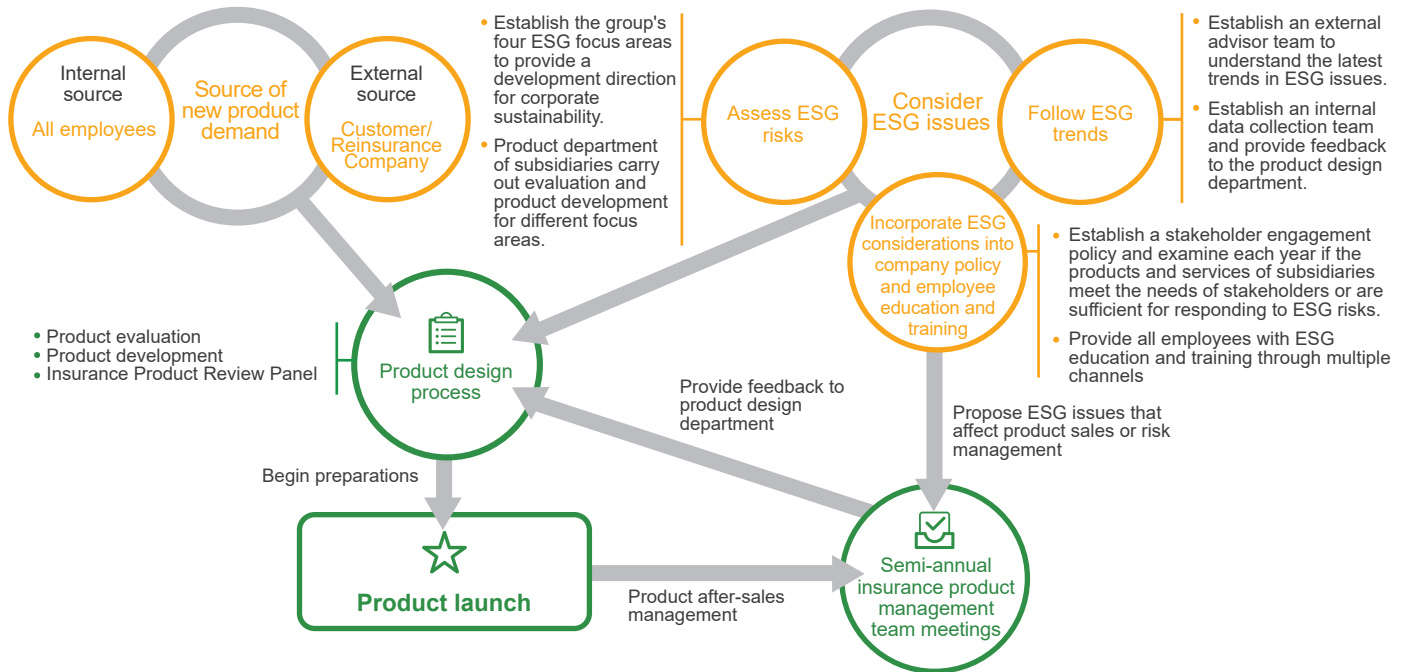 Internal
source
All employees
Source of
new product
demand
External
source
Customer/
Reinsurance
Company
• Establish the group's
four ESG focus areas
to provide a
development direction
for corporate
sustainability.
• Product department
of subsidiaries carry
out evaluation and
product development
for different focus
areas.
Assess ESG
risks
Consider
ESG issues
Follow ESG
trends
• Establish an external
advisor team to
understand the latest
trends in ESG issues.
• Establish an internal
data collection team
and provide feedback
to the product design
department.
Incorporate ESG
considerations into
company policy
and employee
education and
training
• Establish a stakeholder engagement
policy and examine each year if the
products and services of subsidiaries
meet the needs of stakeholders or are
sufficient for responding to ESG risks.
• Provide all employees with ESG
education and training through multiple
channels
• Product evaluation
• Product development
• Insurance Product Review Panel
Product design
process
Provide feedback to
product design
department
Propose ESG issues that
affect product sales or risk
management
Begin preparations
Product launch
Product after-sales
management
Semi-annual
insurance product
management
team meetings